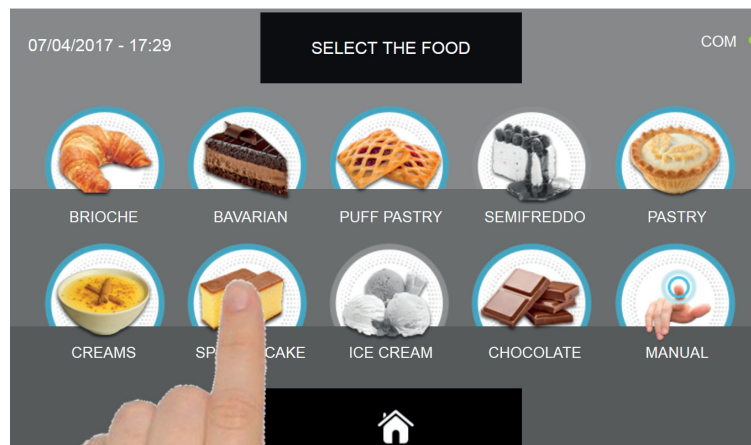 07/04/2017 - 17:29
SELECT THE FOOD
COM
BRIOCHE
BAVARIAN
PUFF PASTRY
SEMIFREDDO
PASTRY
CREAMS
SP CAKE
ICE CREAM
CHOCOLATE
MANUAL